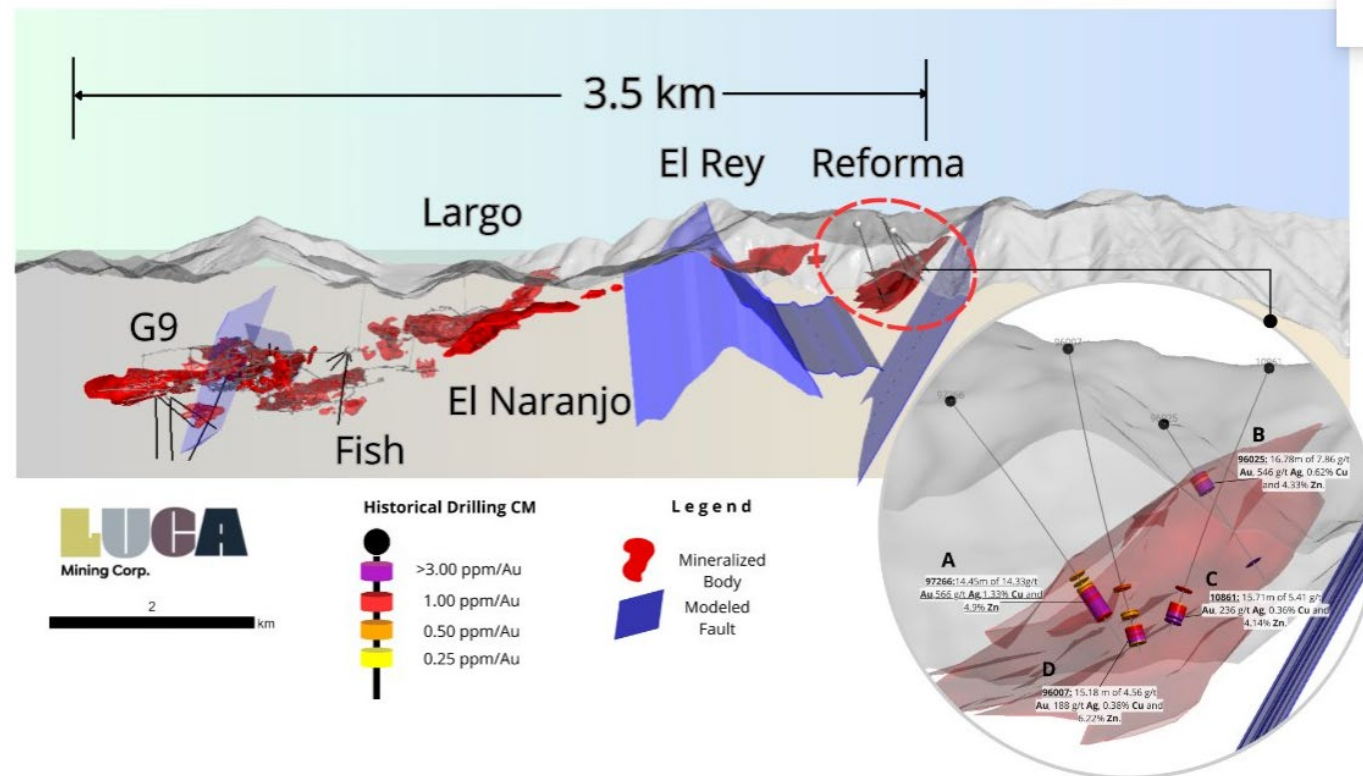 3.5 km
El Rey
Reforma
Largo
G9
El Naranjo
Fish
96007
10861
97266
96025
B
96025: 16.78m of 7.86 g/t
Au, 546 g/t Ag, 0.62% Cu
and 4.33% Zn.
A
97266:14.45m of 14.33g/t
Au,566 g/t Ag,1.33% Cu and
4.9% Zn
C
10861: 15.71m of 5.41 g/t
Au, 236 g/t Ag, 0.36% Cu and
4.14% Zn.
D
96007: 15.18 m of 4.56 g/t
Au, 188 g/t Ag, 0.38% Cu and
6.22% Zn.
LUCA
Mining Corp.
2
km
Historical Drilling CM
>3.00 ppm/Au
1.00 ppm/Au
0.50 ppm/Au
0.25 ppm/Au
Legend
Mineralized
Body
Modeled
Fault